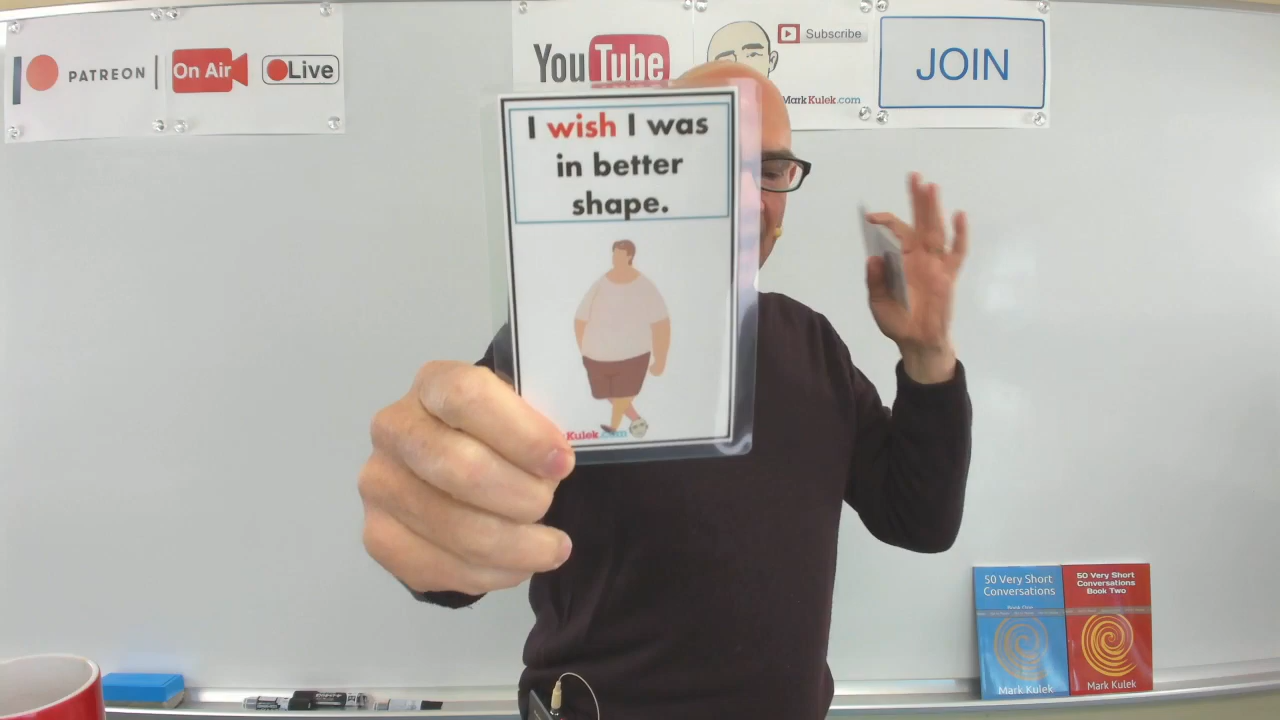 PATREON
On Air
Live
YouTube
Subscribe
MarkKulek.com
JOIN
I wish I was
in better
shape.
Kulek.com
50 Very Short
Conversations
50 Very Short
Conversations
Book Two
Mark Kulek
Mark Kulek